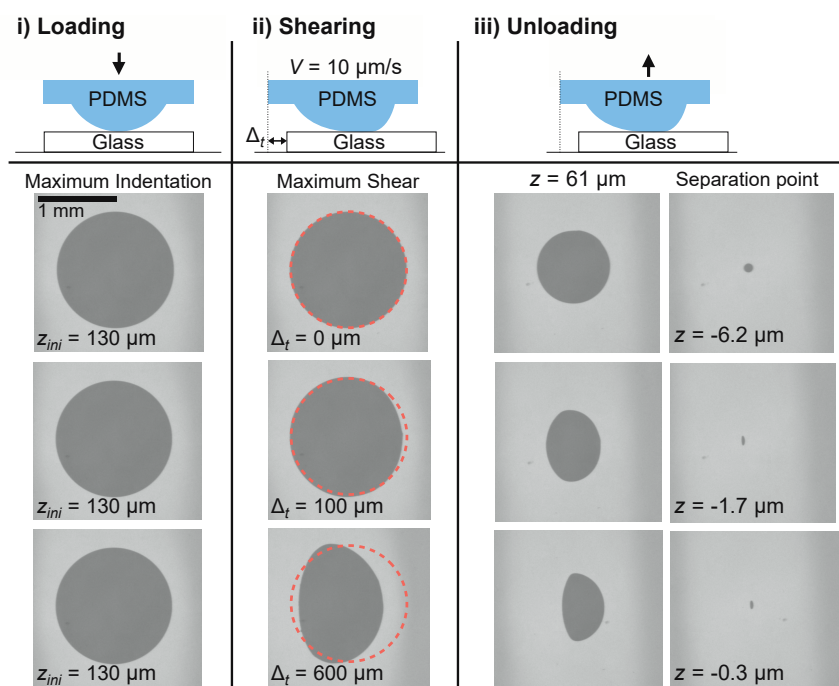 i) Loading
ii) Shearing
iii) Unloading
PDMS
Glass
V = 10 μm/s
PDMS
Δt
Glass
PDMS
Glass
Maximum Indentation
Maximum Shear
z = 61 μm
Separation point
1 mm
zini = 130 μm
Δt = 0 μm
z = -6.2 μm
zini = 130 μm
Δt = 100 μm
z = -1.7 μm
zini = 130 μm
Δt = 600 μm
z = -0.3 μm